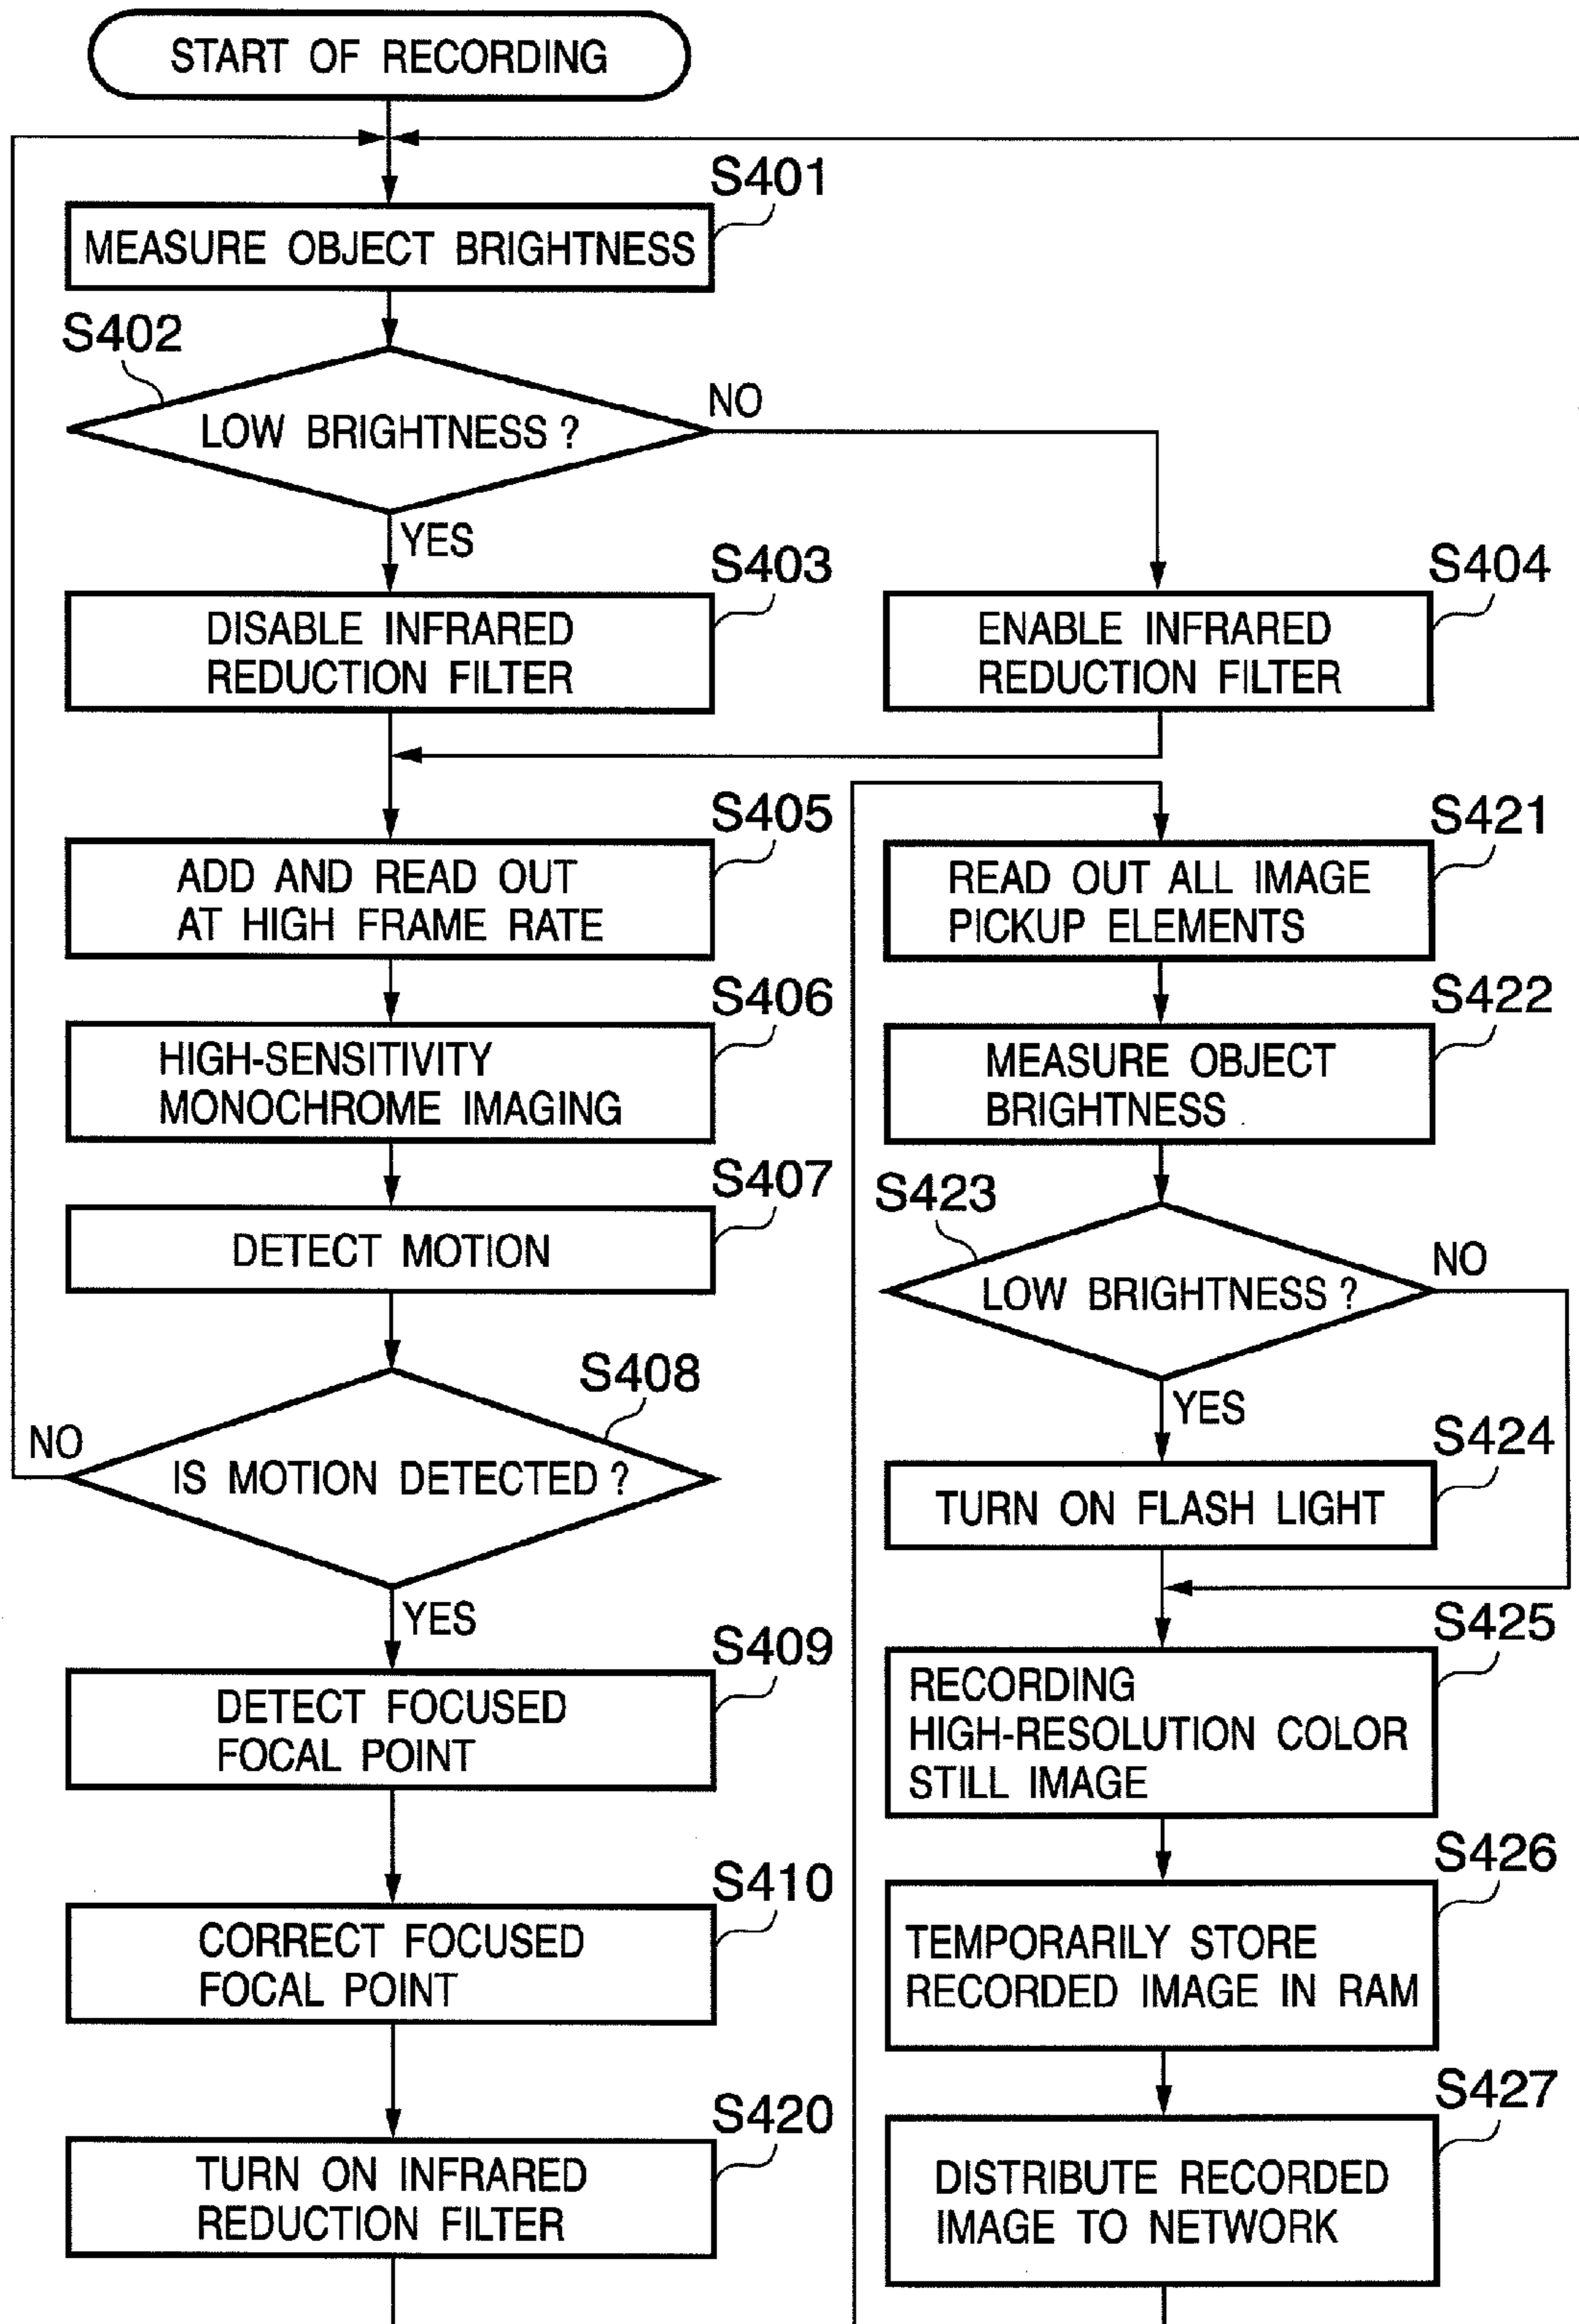 START OF RECORDING
S401
MEASURE OBJECT BRIGHTNESS
S402
LOW BRIGHTNESS ?
NO
YES
S403
DISABLE INFRARED
REDUCTION FILTER
S404
ENABLE INFRARED
REDUCTION FILTER
S405
ADD AND READ OUT
AT HIGH FRAME RATE
S406
HIGH-SENSITIVITY
MONOCHROME IMAGING
S407
DETECT MOTION
S408
IS MOTION DETECTED ?
NO
YES
S409
DETECT FOCUSED
FOCAL POINT
S410
CORRECT FOCUSED
FOCAL POINT
S420
TURN ON INFRARED
REDUCTION FILTER
S421
READ OUT ALL IMAGE
PICKUP ELEMENTS
S422
MEASURE OBJECT
BRIGHTNESS
S423
LOW BRIGHTNESS ?
NO
YES
S424
TURN ON FLASH LIGHT
S425
RECORDING
HIGH-RESOLUTION COLOR
STILL IMAGE
S426
TEMPORARILY STORE
RECORDED IMAGE IN RAM
S427
DISTRIBUTE RECORDED
IMAGE TO NETWORK